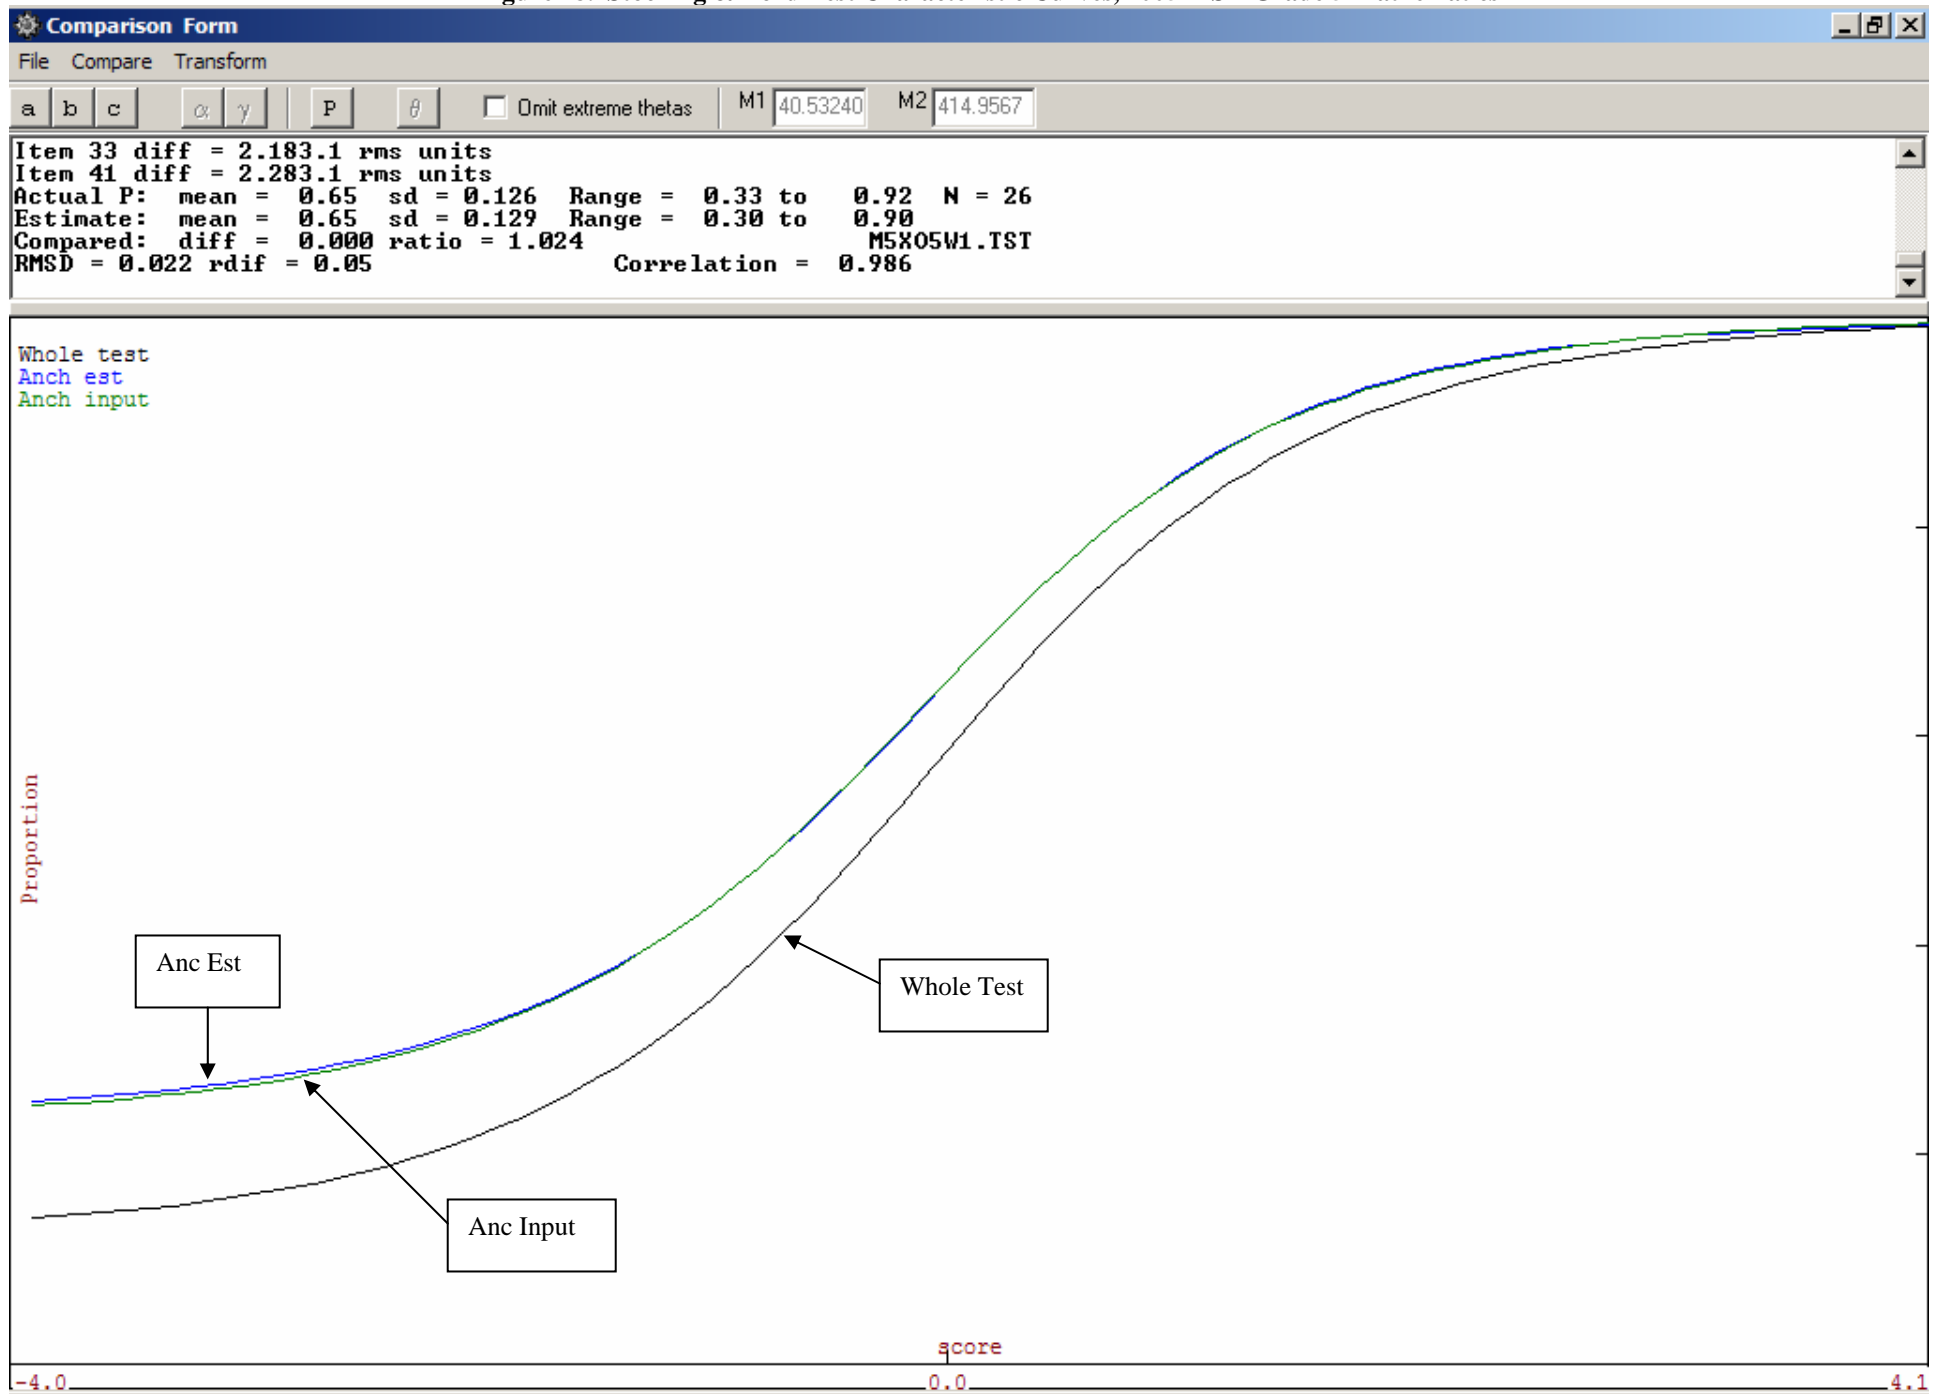 Comparison Form
File Compare Transform
a b c α γ P θ Omit extreme thetas M1 40.53240 M2 414.9567
Item 33 diff = 2.183.1 rms units
Item 41 diff = 2.283.1 rms units
Actual P: mean = 0.65 sd = 0.126 Range = 0.33 to 0.92 N = 26
Estimate: mean = 0.65 sd = 0.129 Range = 0.30 to 0.90
Compared: diff = 0.000 ratio = 1.024 M5XO5W1.TST
RMSD = 0.022 rdif = 0.05 Correlation = 0.986
Whole test
Anch est
Anch input
Proportion
Anc Est
Whole Test
Anc Input
score
-4.0 0.0 4.1